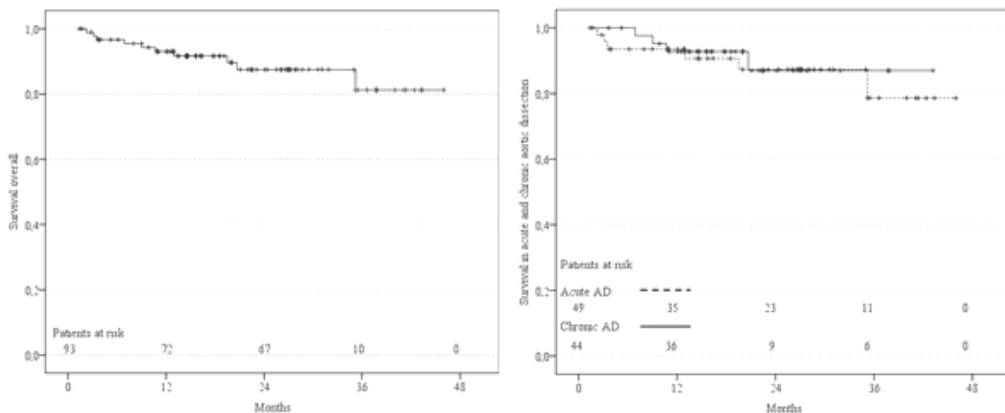 Survival overall
1,0
0,8
0,6
0,4
0,2
0,0
Patients at risk
93 72 67 10 0
0 12 24 36 48
Months
Survival in acute and chronic aortic dissection
1,0
0,8
0,6
0,4
0,2
0,0
Patients at risk
Acute AD
49 35 23 11 0
Chronic AD
44 36 9 6 0
0 12 24 36 48
Months